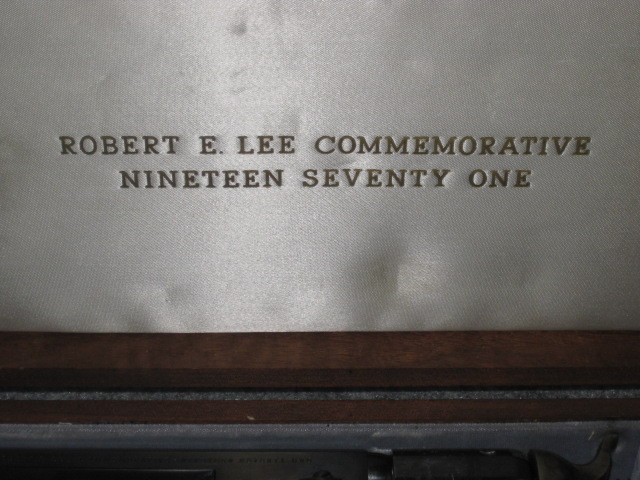 ROBERT E. LEE COMMEMORATIVE
NINETEEN SEVENTY ONE